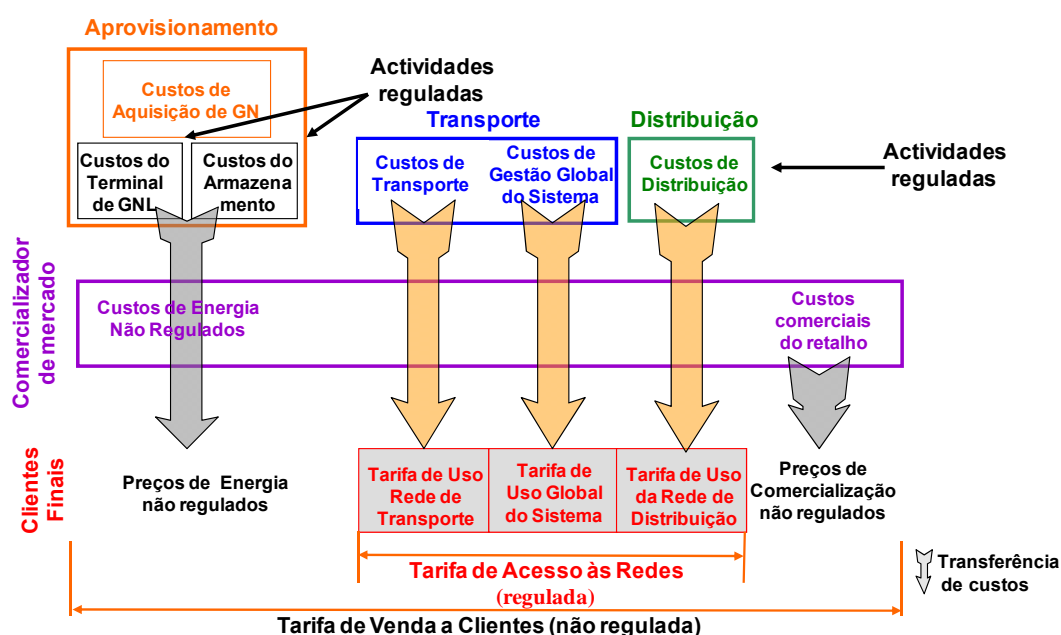 Aprovisionamento
Custos de
Aquisição de GN
Custos do
Terminal
de GNL
Custos do
Armazena
mento
Actividades
reguladas
Transporte
Custos de
Transporte
Custos de
Gestão Global
do Sistema
Distribuição
Custos de
Distribuição
Actividades
reguladas
Comercializador
de mercado
Custos de Energia
Não Regulados
Custos
comerciais
do retalho
Clientes
Finais
Preços de Energia
não regulados
Tarifa de Uso
Rede de
Transporte
Tarifa de
Uso Global
do Sistema
Tarifa de Uso
da Rede de
Distribuição
Preços de
Comercialização
não regulados
Tarifa de Acesso às Redes
(regulada)
Transferência
de custos
Tarifa de Venda a Clientes (não regulada)